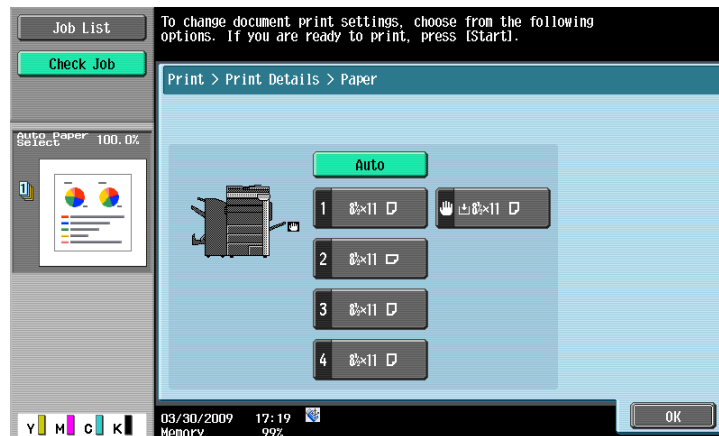 Job List
Check Job
To change document print settings, choose from the following
options. If you are ready to print, press [Start].
Print > Print Details > Paper
Auto Paper
Select
100.0%
Auto
1 8½×11
8½×11
2 8½×11
3 8½×11
4 8½×11
Y M C K
03/30/2009 17:19
Memory 99%
OK